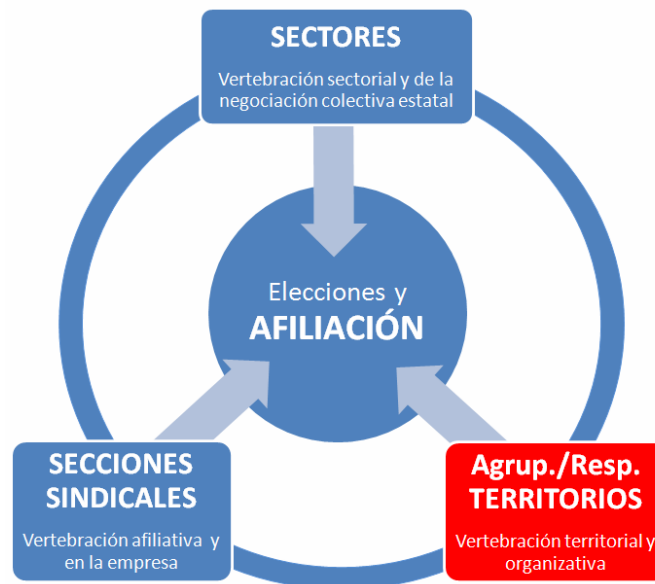 SECTORES
Vertebración sectorial y de la
negociación colectiva estatal
Elecciones y
AFILIACIÓN
SECCIONES
SINDICALES
Vertebración afiliativa y
en la empresa
Agrup./Resp.
TERRITORIOS
Vertebración territorial y
organizativa